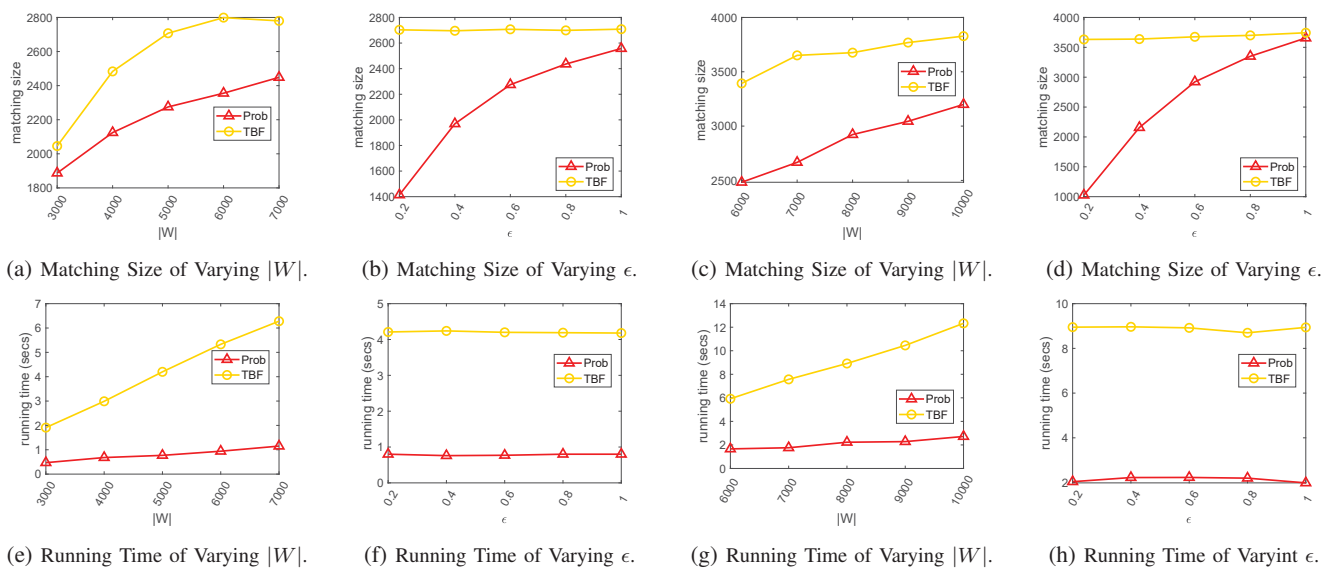 2800
2600
2400
2200
2000
1800
matching size
3000
4000
5000
6000
7000
|W|
Prob
TBF
(a) Matching Size of Varying |W|.
2800
2600
2400
2200
2000
1800
1600
1400
matching size
0.2
0.4
0.6
0.8
1
ϵ
Prob
TBF
(b) Matching Size of Varying ϵ.
4000
3500
3000
2500
matching size
6000
7000
8000
9000
10000
|W|
Prob
TBF
(c) Matching Size of Varying |W|.
4000
3500
3000
2500
2000
1500
1000
matching size
0.2
0.4
0.6
0.8
1
ϵ
Prob
TBF
(d) Matching Size of Varying ϵ.
7
6
5
4
3
2
1
0
running time (secs)
3000
4000
5000
6000
7000
|W|
Prob
TBF
(e) Running Time of Varying |W|.
5
4
3
2
1
0
running time (secs)
0.2
0.4
0.6
0.8
1
ϵ
Prob
TBF
(f) Running Time of Varying ϵ.
14
12
10
8
6
4
2
0
running time (secs)
6000
7000
8000
9000
10000
|W|
Prob
TBF
(g) Running Time of Varying |W|.
10
8
6
4
2
running time (secs)
0.2
0.4
0.6
0.8
1
ϵ
Prob
TBF
(h) Running Time of Varyint ϵ.